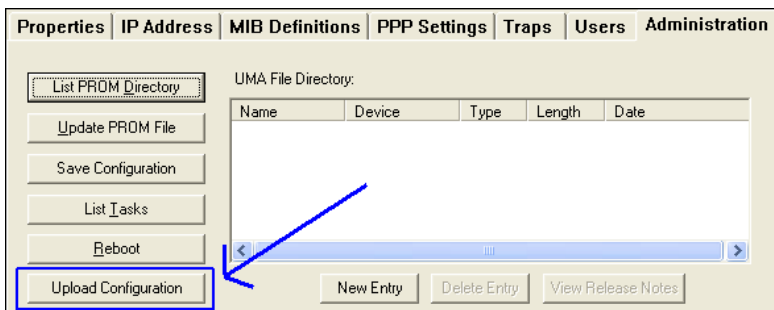 Properties IP Address MIB Definitions PPP Settings Traps Users Administration
List PROM Directory
UMA File Directory:
Name Device Type Length Date
Update PROM File
Save Configuration
List Tasks
Reboot
Upload Configuration
New Entry Delete Entry View Release Notes